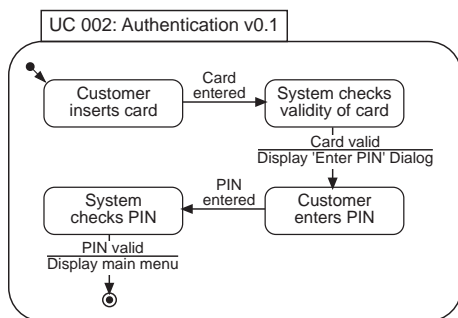 UC 002: Authentication v0.1
Customer
inserts card
Card
entered
System checks
validity of card
Card valid
Display 'Enter PIN' Dialog
System
checks PIN
PIN
entered
Customer
enters PIN
PIN valid
Display main menu